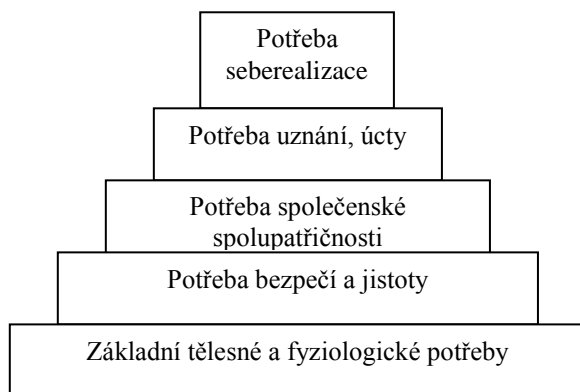 Potřeba
seberealizace
Potřeba uznání, úcty
Potřeba společenské
spolupatřičnosti
Potřeba bezpečí a jistoty
Základní tělesné a fyziologické potřeby